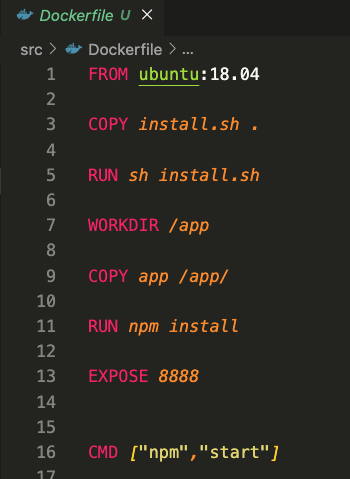 Dockerfile U ×
src > Dockerfile > ...
1 FROM ubuntu:18.04
2
3 COPY install.sh .
4
5 RUN sh install.sh
6
7 WORKDIR /app
8
9 COPY app /app/
10
11 RUN npm install
12
13 EXPOSE 8888
14
15
16 CMD ["npm","start"]
17